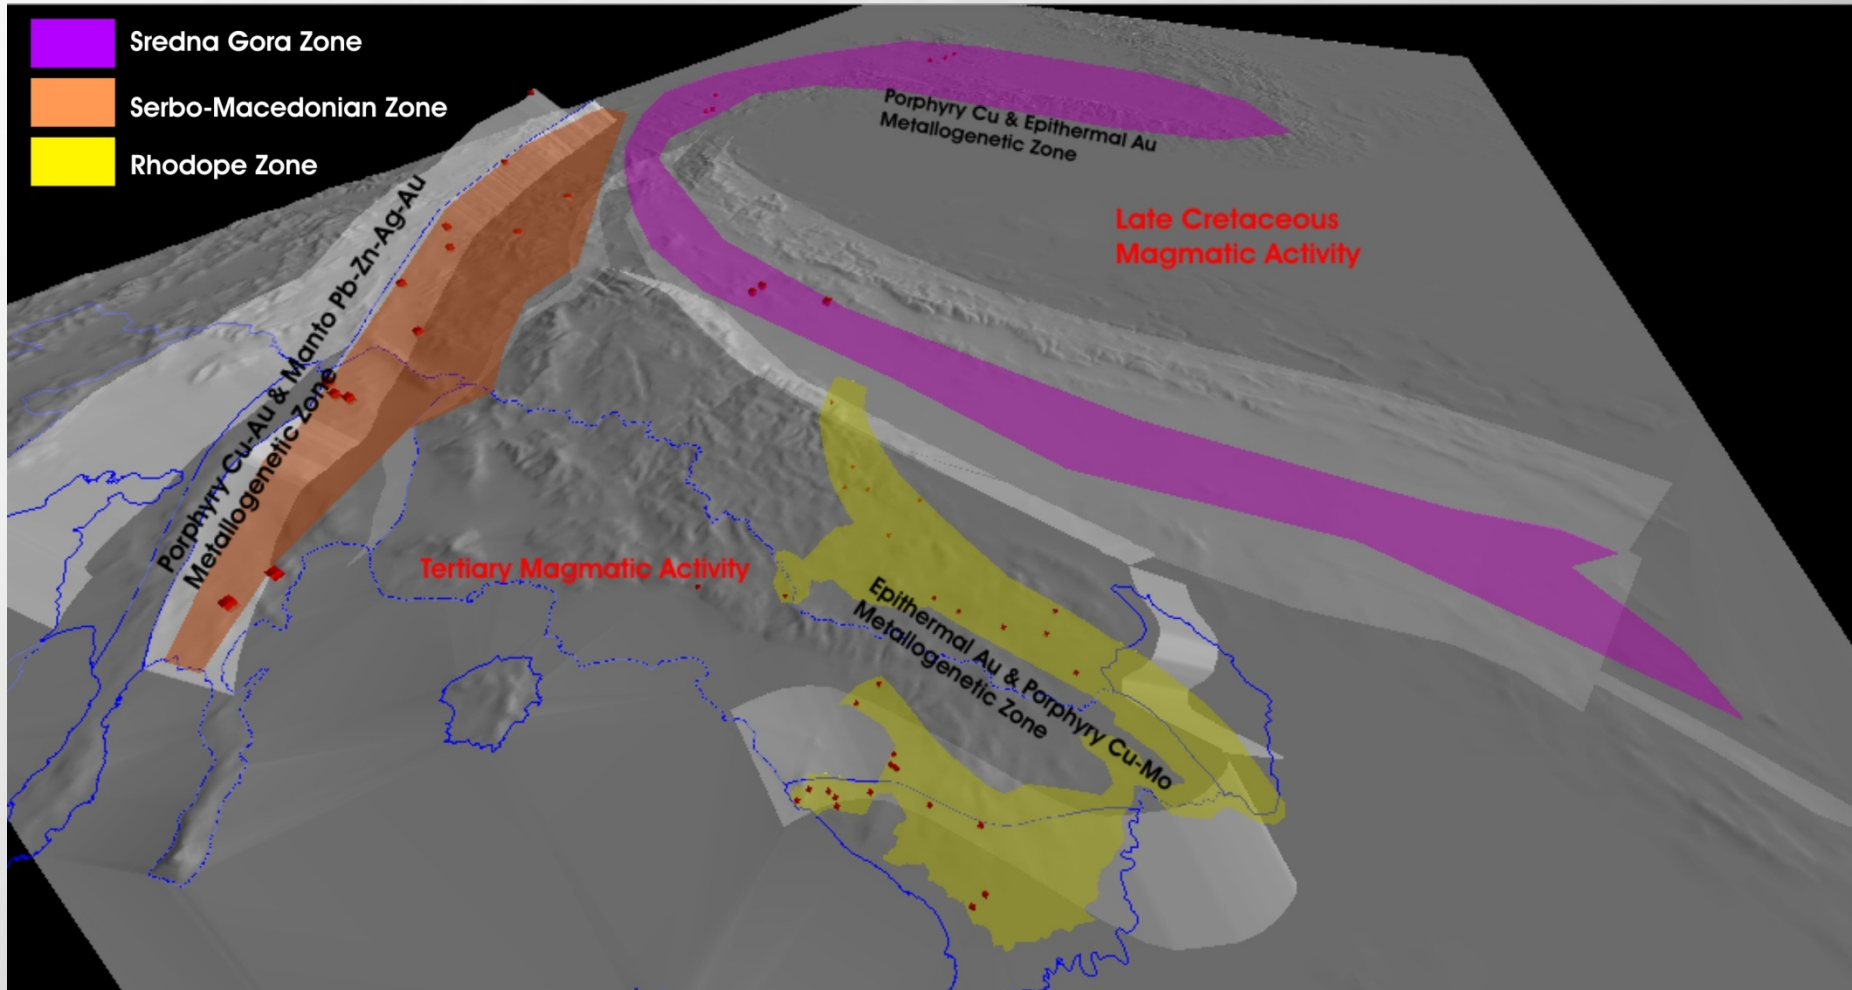 Sredna Gora Zone
Serbo-Macedonian Zone
Rhodope Zone
Porphyry Cu & Epithermal Au
Metallogenetic Zone
Late Cretaceous
Magmatic Activity
Porphyry Cu-Au & Manto Pb-Zn-Ag-Au
Metallogenetic Zone
Tertiary Magmatic Activity
Epithermal Au & Porphyry Cu-Mo
Metallogenetic Zone